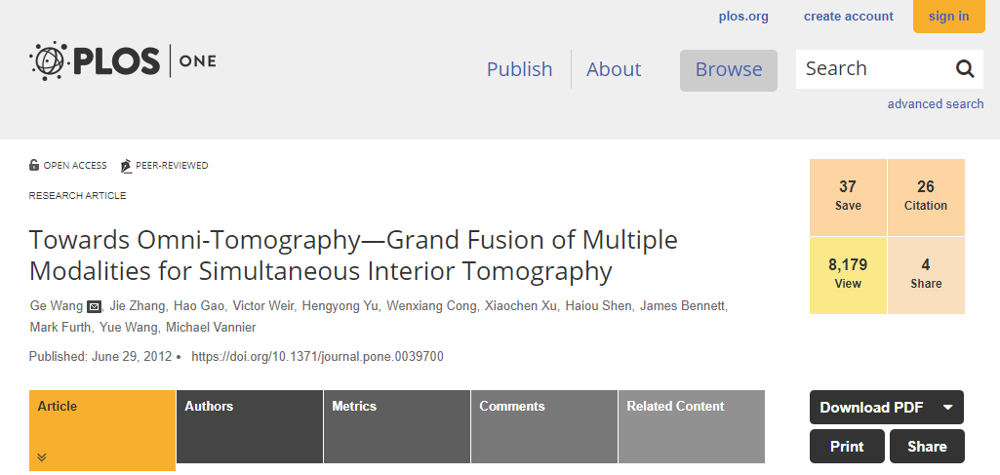 plos.org create account sign in
PLOS ONE
Publish About Browse Search
advanced search
OPEN ACCESS PEER-REVIEWED
RESEARCH ARTICLE
Towards Omni-Tomography—Grand Fusion of Multiple
Modalities for Simultaneous Interior Tomography
Ge Wang, Jie Zhang, Hao Gao, Victor Weir, Hengyong Yu, Wenxiang Cong, Xiaochen Xu, Haiou Shen, James Bennett,
Mark Furth, Yue Wang, Michael Vannier
Published: June 29, 2012 • https://doi.org/10.1371/journal.pone.0039700
37 26
Save Citation
8,179 4
View Share
Article Authors Metrics Comments Related Content
Download PDF
Print Share